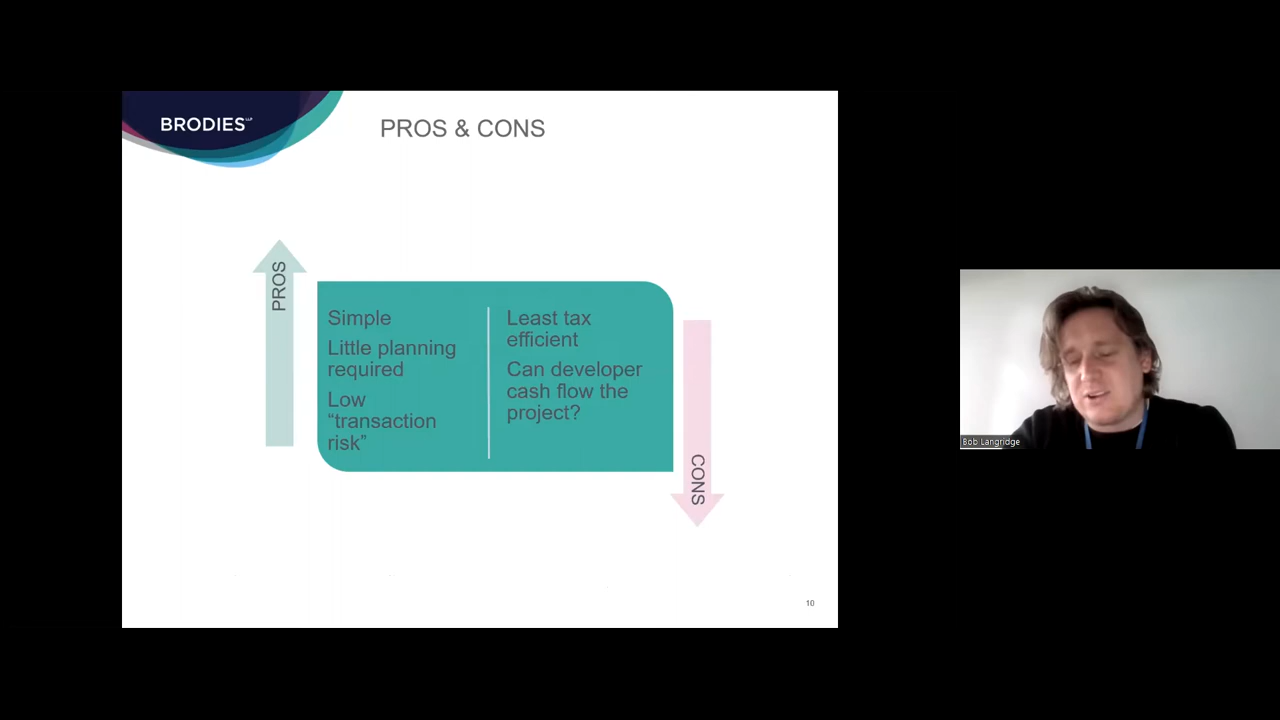 BRODIES LLP
PROS & CONS
PROS
Simple
Little planning
required
Low
“transaction
risk”
Least tax
efficient
Can developer
cash flow the
project?
CONS
10
Bob Langridge